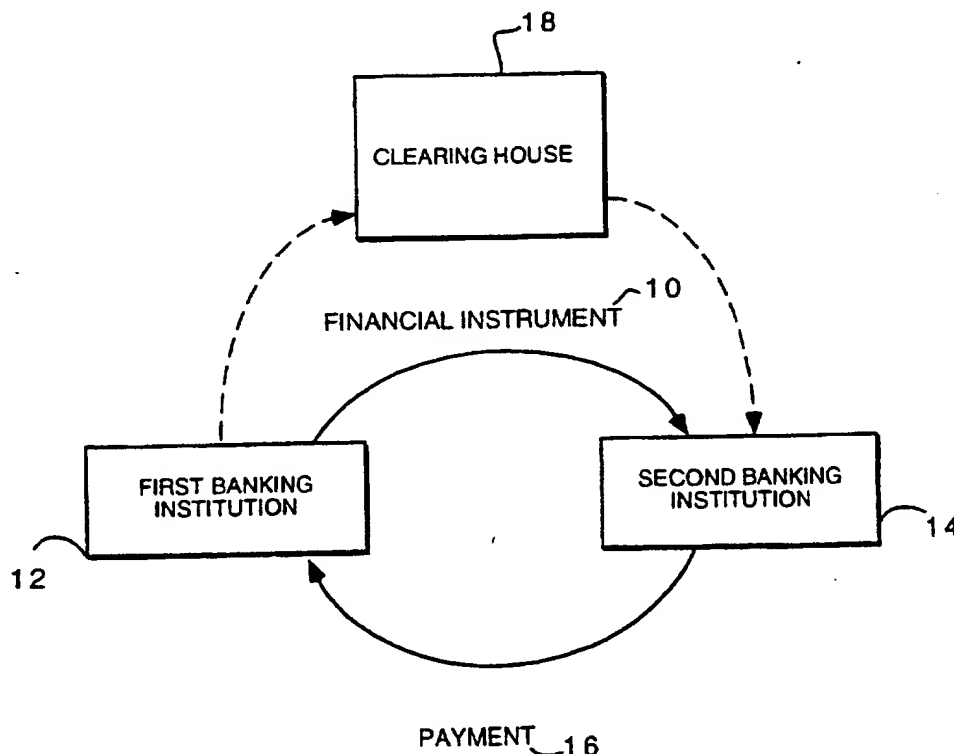 18
CLEARING HOUSE
FINANCIAL INSTRUMENT 10
FIRST BANKING
INSTITUTION
12
SECOND BANKING
INSTITUTION
14
PAYMENT 16